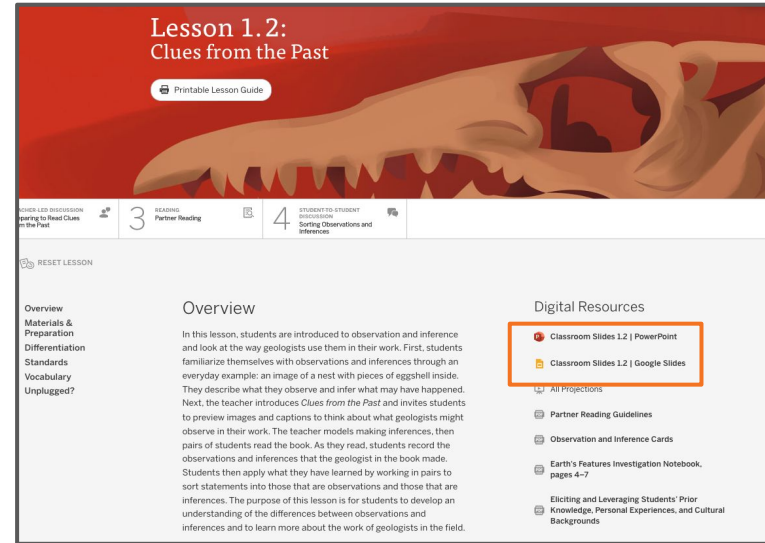 Lesson 1.2:
Clues from the Past
Printable Lesson Guide
ACHER-LED DISCUSSION
eparing to Read Clues
m the Past
3
READING
Partner Reading
4
STUDENT-TO-STUDENT
DISCUSSION
Sorting Observations and
Inferences
RESET LESSON
Overview
Materials &
Preparation
Differentiation
Standards
Vocabulary
Unplugged?
Overview
In this lesson, students are introduced to observation and inference
and look at the way geologists use them in their work. First, students
familiarize themselves with observations and inferences through an
everyday example: an image of a nest with pieces of eggshell inside.
They describe what they observe and infer what may have happened.
Next, the teacher introduces Clues from the Past and invites students
to preview images and captions to think about what geologists might
observe in their work. The teacher models making inferences, then
pairs of students read the book. As they read, students record the
observations and inferences that the geologist in the book made.
Students then apply what they have learned by working in pairs to
sort statements into those that are observations and those that are
inferences. The purpose of this lesson is for students to develop an
understanding of the differences between observations and
inferences and to learn more about the work of geologists in the field.
Digital Resources
Classroom Slides 1.2 | PowerPoint
Classroom Slides 1.2 | Google Slides
All Projections
Partner Reading Guidelines
Observation and Inference Cards
Earth's Features Investigation Notebook,
pages 4–7
Eliciting and Leveraging Students' Prior
Knowledge, Personal Experiences, and Cultural
Backgrounds